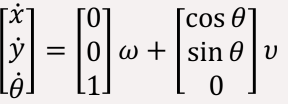 [ẋ ẏ θ̇] = [0 0 1] ω + [cos θ sin θ 0] υ